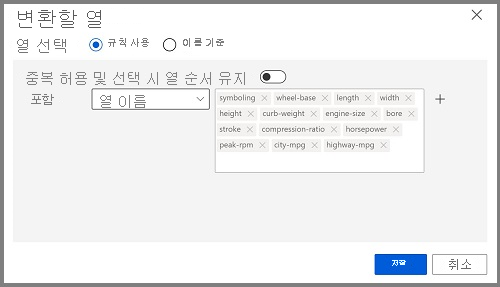 변환할 열
열 선택 규칙 사용 이름 기준
중복 허용 및 선택 시 열 순서 유지
포함 열 이름
symboling wheel-base length width
height curb-weight engine-size bore
stroke compression-ratio horsepower
peak-rpm city-mpg highway-mpg
저장 취소